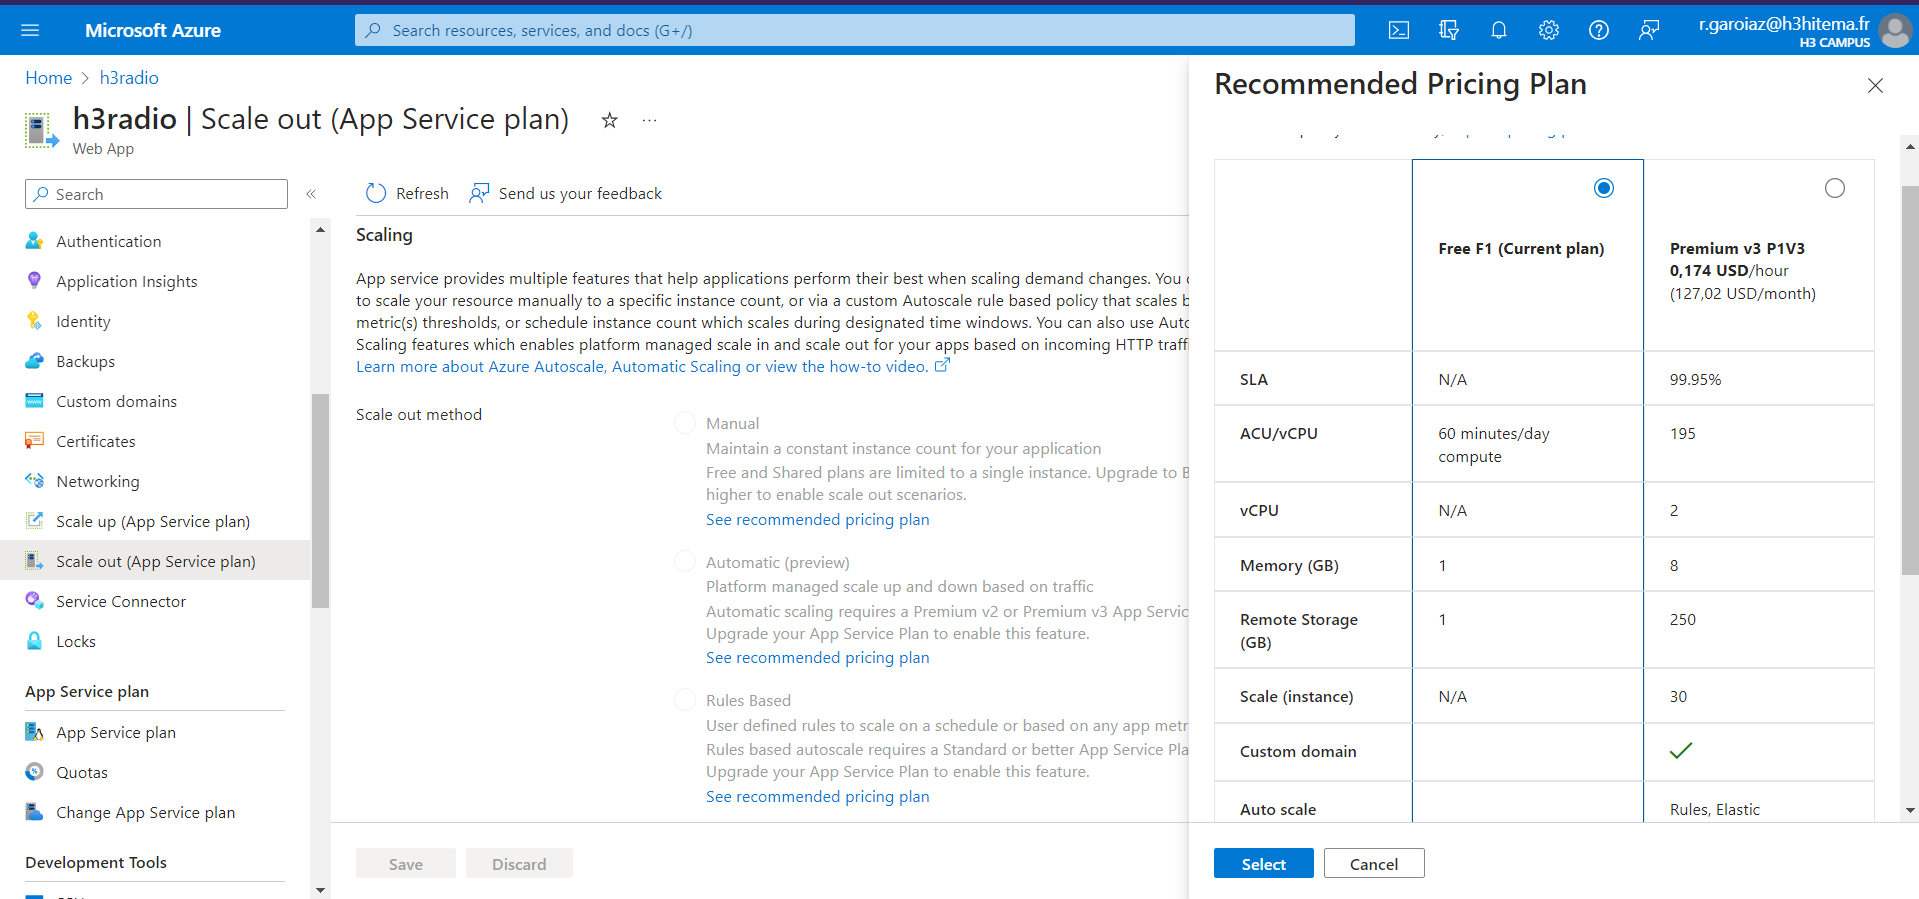 Microsoft Azure
Search resources, services, and docs (G+/)
r.garoiaz@h3hitema.fr
H3 CAMPUS
Home > h3radio
h3radio | Scale out (App Service plan)
Web App
Search
Authentication
Application Insights
Identity
Backups
Custom domains
Certificates
Networking
Scale up (App Service plan)
Scale out (App Service plan)
Service Connector
Locks
App Service plan
App Service plan
Quotas
Change App Service plan
Development Tools
Refresh
Send us your feedback
Scaling
App service provides multiple features that help applications perform their best when scaling demand changes. You
to scale your resource manually to a specific instance count, or via a custom Autoscale rule based policy that scales
metric(s) thresholds, or schedule instance count which scales during designated time windows. You can also use
Scaling features which enables platform managed scale in and scale out for your apps based on incoming HTTP
Learn more about Azure Autoscale, Automatic Scaling or view the how-to video.
Scale out method
Manual
Maintain a constant instance count for your application
Free and Shared plans are limited to a single instance. Upgrade to
higher to enable scale out scenarios.
See recommended pricing plan
Automatic (preview)
Platform managed scale up and down based on traffic
Automatic scaling requires a Premium v2 or Premium v3 App
Upgrade your App Service Plan to enable this feature.
See recommended pricing plan
Rules Based
User defined rules to scale on a schedule or based on any app
Rules based autoscale requires a Standard or better App Service
Upgrade your App Service Plan to enable this feature.
See recommended pricing plan
Save
Discard
Recommended Pricing Plan
Free F1 (Current plan)
Premium v3 P1V3
0,174 USD/hour
(127,02 USD/month)
SLA
N/A
99.95%
ACU/vCPU
60 minutes/day
compute
195
vCPU
N/A
2
Memory (GB)
1
8
Remote Storage
(GB)
1
250
Scale (instance)
N/A
30
Custom domain
Auto scale
Rules, Elastic
Select
Cancel